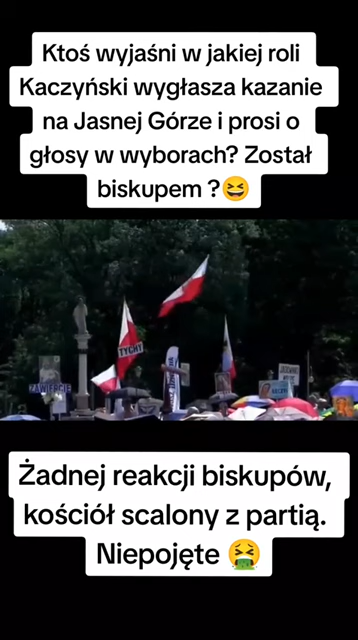 Ktoś wyjaśni w jakiej roli
Kaczyński wygłasza kazanie
na Jasnej Górze i prosi o
głosy w wyborach? Został
biskupem ?😆
TYCHY
ZAWIERCIE
Żadnej reakcji biskupów,
kościół scalony z partią.
Niepojęte 🤮